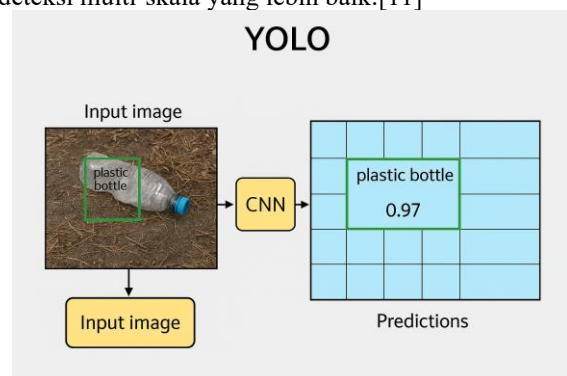 deteksi multi-skala yang lebih baik.[11]
YOLO
Input image
plastic
bottle
CNN
plastic bottle
0.97
Input image
Predictions